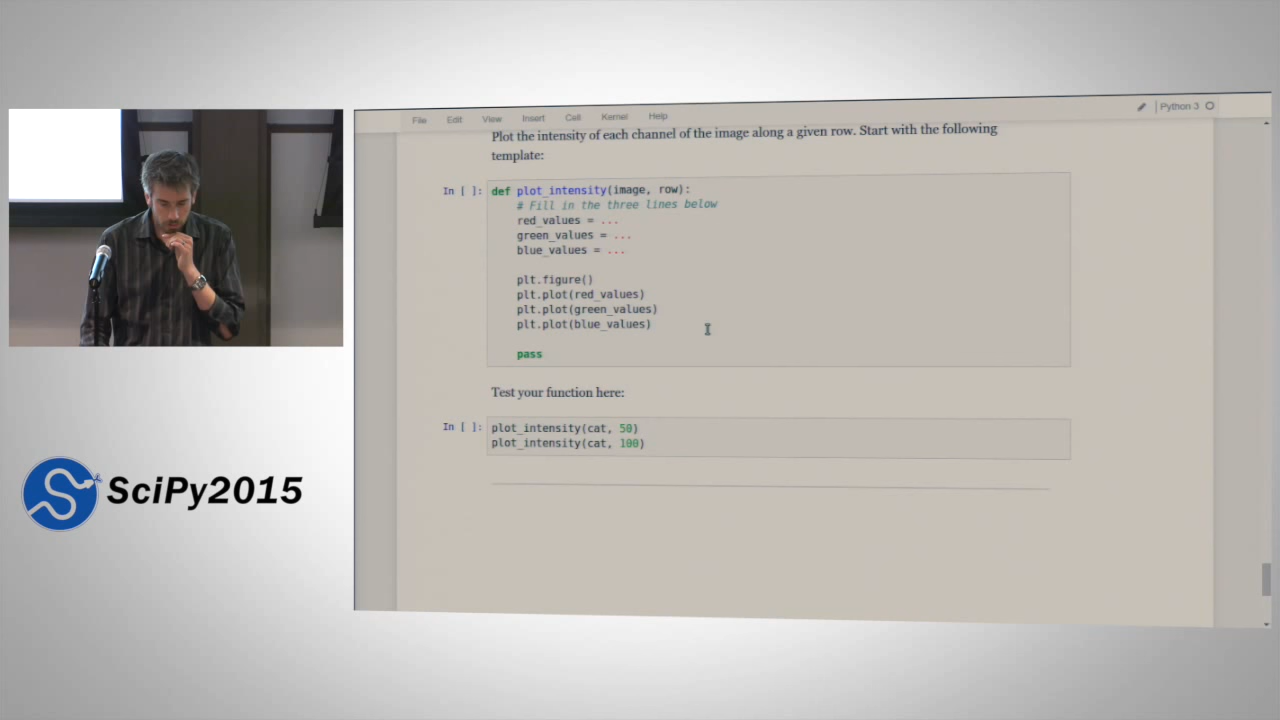 File Edit View Insert Call Kernel Help Python 3
Plot the intensity of each channel of the image along a given row. Start with the following
template:
In [ ]: def plot_intensity(image, row):
# Fill in the three lines below
red_values = ...
green_values = ...
blue_values = ...
plt.figure()
plt.plot(red_values)
plt.plot(green_values)
plt.plot(blue_values)
pass
Test your function here:
In [ ]: plot_intensity(cat, 50)
plot_intensity(cat, 100)
SciPy2015